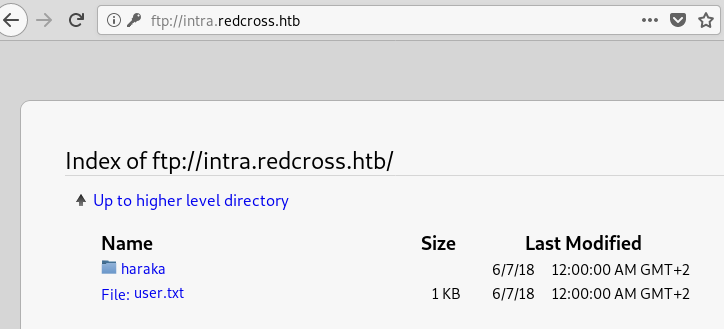 ftp://intra.redcross.htb
Index of ftp://intra.redcross.htb/
Up to higher level directory
Name Size Last Modified
haraka 6/7/18 12:00:00 AM GMT+2
File: user.txt 1 KB 6/7/18 12:00:00 AM GMT+2